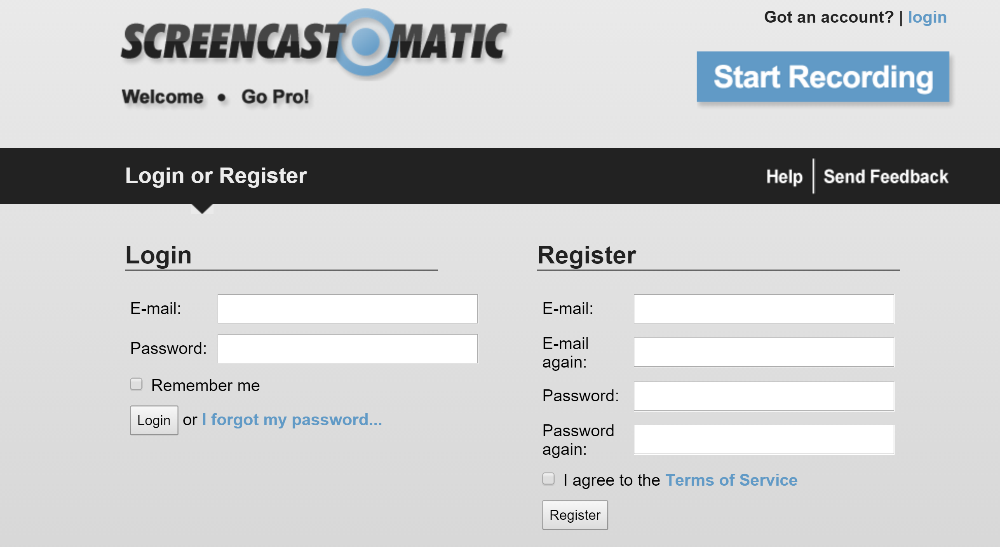 SCREENCAST O MATIC
Got an account? | login
Start Recording
Welcome • Go Pro!
Login or Register
Help | Send Feedback
Login
E-mail:
Password:
Remember me
Login or I forgot my password...
Register
E-mail:
E-mail
again:
Password:
Password
again:
I agree to the Terms of Service
Register